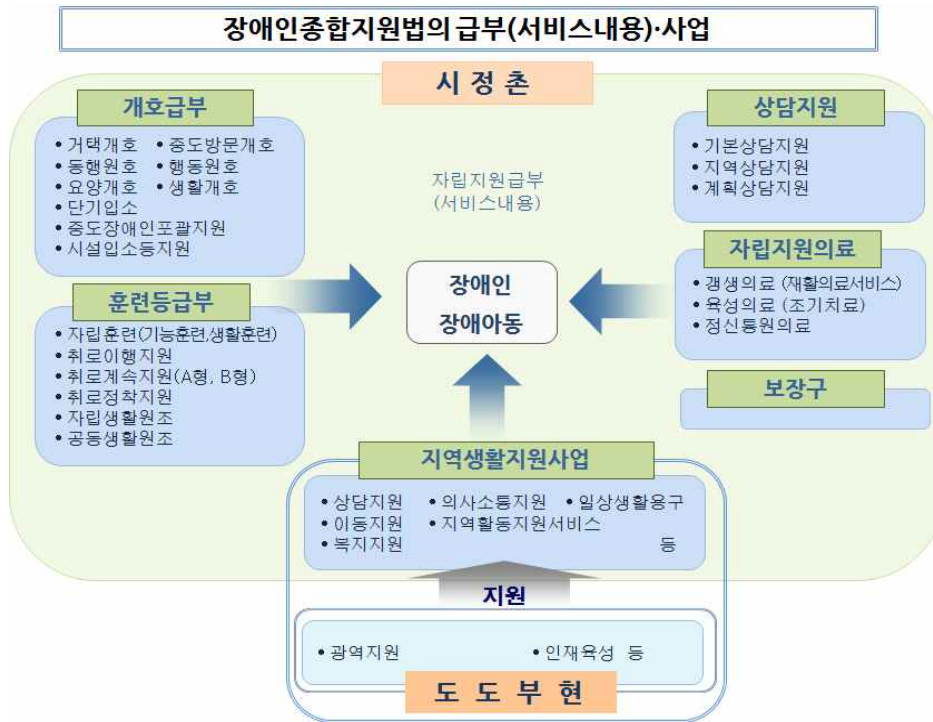 장애인종합지원법의 급부(서비스내용)·사업
시 정 촌
개호급부
• 거택개호 • 중도방문개호
• 동행원호 • 행동원호
• 요양개호 • 생활개호
• 단기입소
• 중도장애인포괄지원
• 시설입소등지원
훈련등급부
• 자립훈련(기능훈련,생활훈련)
• 취로이행지원
• 취로계속지원(A형, B형)
• 취로정착지원
• 자립생활원조
• 공동생활원조
자립지원급부
(서비스내용)
장애인
장애아동
상담지원
• 기본상담지원
• 지역상담지원
• 계획상담지원
자립지원의료
• 갱생의료 (재활의료서비스)
• 육성의료 (조기치료)
• 정신통원의료
보장구
지역생활지원사업
• 상담지원 • 의사소통지원 • 일상생활용구
• 이동지원 • 지역활동지원서비스
• 복지지원 등
지원
• 광역지원 • 인재육성 등
도 도 부 현